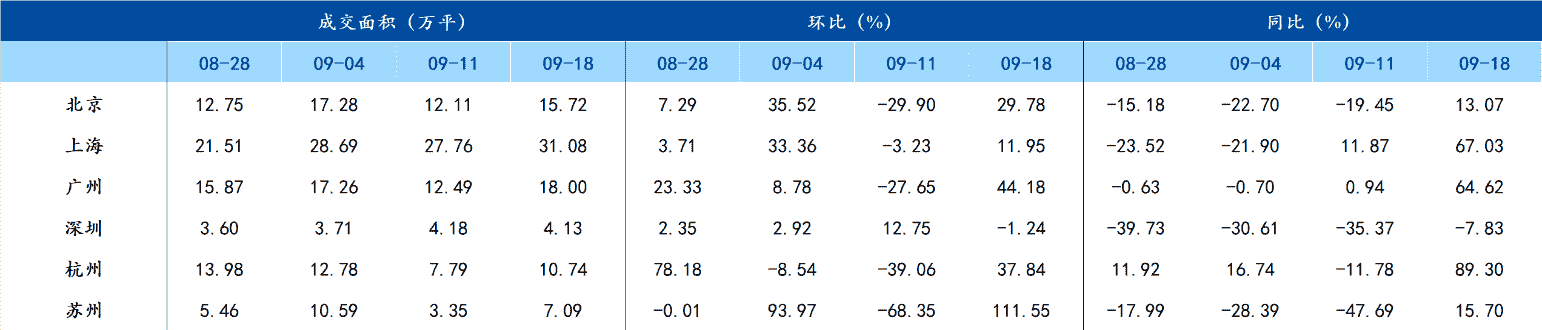 成交面积（万平） 环比（%） 同比（%）
08-28 09-04 09-11 09-18 08-28 09-04 09-11 09-18 08-28 09-04 09-11 09-18
北京 12.75 17.28 12.11 15.72 7.29 35.52 -29.90 29.78 -15.18 -22.70 -19.45 13.07
上海 21.51 28.69 27.76 31.08 3.71 33.36 -3.23 11.95 -23.52 -21.90 11.87 67.03
广州 15.87 17.26 12.49 18.00 23.33 8.78 -27.65 44.18 -0.63 -0.70 0.94 64.62
深圳 3.60 3.71 4.18 4.13 2.35 2.92 12.75 -1.24 -39.73 -30.61 -35.37 -7.83
杭州 13.98 12.78 7.79 10.74 78.18 -8.54 -39.06 37.84 11.92 16.74 -11.78 89.30
苏州 5.46 10.59 3.35 7.09 -0.01 93.97 -68.35 111.55 -17.99 -28.39 -47.69 15.70